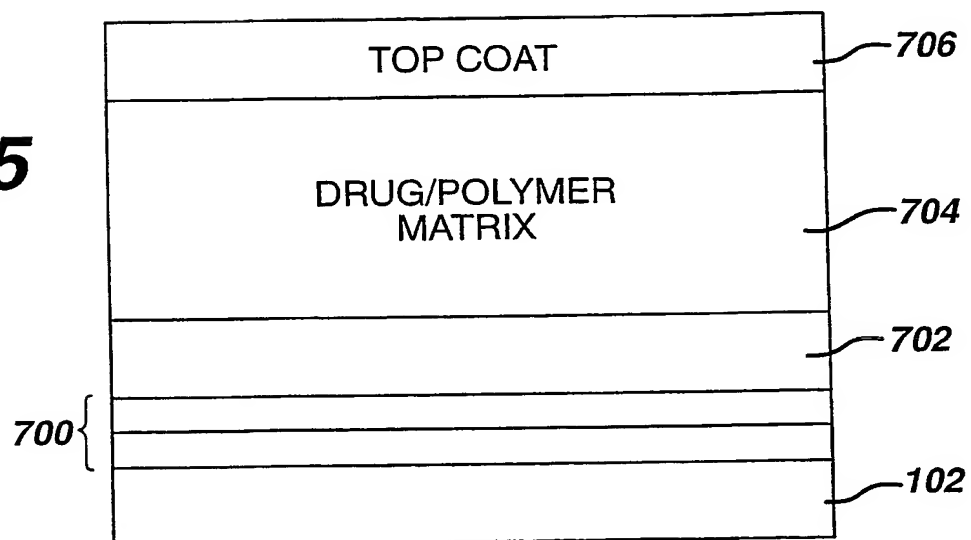 TOP COAT
706
5
DRUG/POLYMER
MATRIX
704
702
700
102